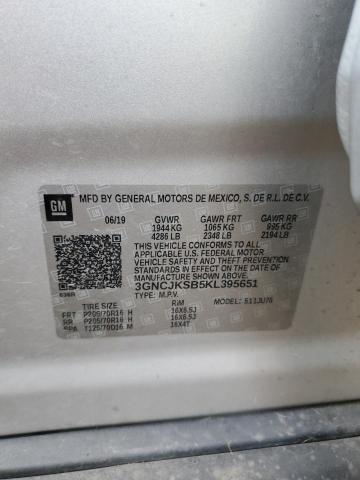 GM
MFD BY GENERAL MOTORS DE MEXICO, S. DE R.L. DE C.V.
06/19 GVWR GAWR FRT GAWR RR
1944 KG 1065 KG 995 KG
4286 LB 2348 LB 2194 LB
THIS VEHICLE CONFORMS TO ALL
APPLICABLE U.S. FEDERAL MOTOR
VEHICLE SAFETY AND THEFT
PREVENTION STANDARDS IN EFFECT ON
THE DATE OF MANUFACTURE SHOWN ABOVE.
3GNCJKSB5KL395651
TYPE: M.P.V. MODEL:
TIRE SIZE RIM
FRT P205/70R16 H 16X6.5J
RR P205/70R16 H 16X6.5J
SPA T125/70D16 M 16X4T